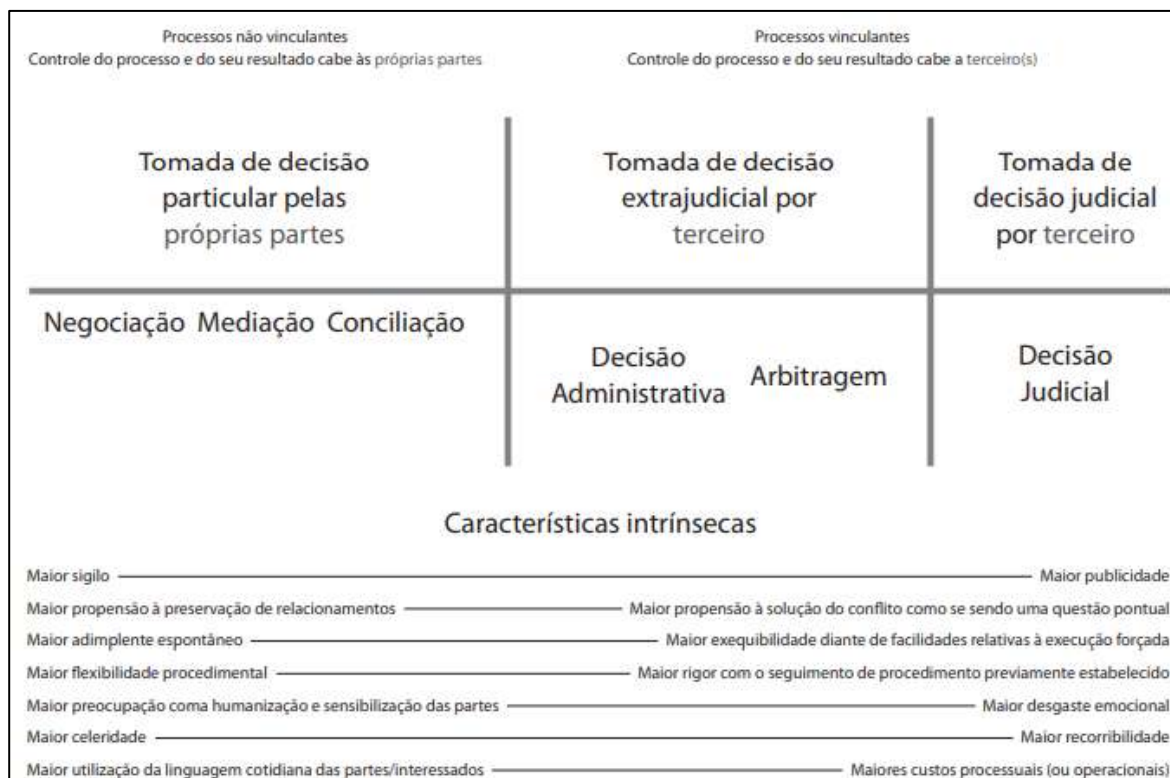 Processos não vinculantes
Controle do processo e do seu resultado cabe às próprias partes
Processos vinculantes
Controle do processo e do seu resultado cabe a terceiro(s)
Tomada de decisão
particular pelas
próprias partes
Tomada de decisão
extrajudicial por
terceiro
Tomada de
decisão judicial
por terceiro
Negociação Mediação Conciliação
Decisão
Administrativa
Arbitragem
Decisão
Judicial
Características intrínsecas
Maior sigilo Maior publicidade
Maior propensão à preservação de relacionamentos Maior propensão à solução do conflito como se sendo uma questão pontual
Maior adimplente espontâneo Maior exequibilidade diante de facilidades relativas à execução forçada
Maior flexibilidade procedimental Maior rigor com o seguimento de procedimento previamente estabelecido
Maior preocupação coma humanização e sensibilização das partes Maior desgaste emocional
Maior celeridade Maior recorribilidade
Maior utilização da linguagem cotidiana das partes/interessados Maiores custos processuais (ou operacionais)